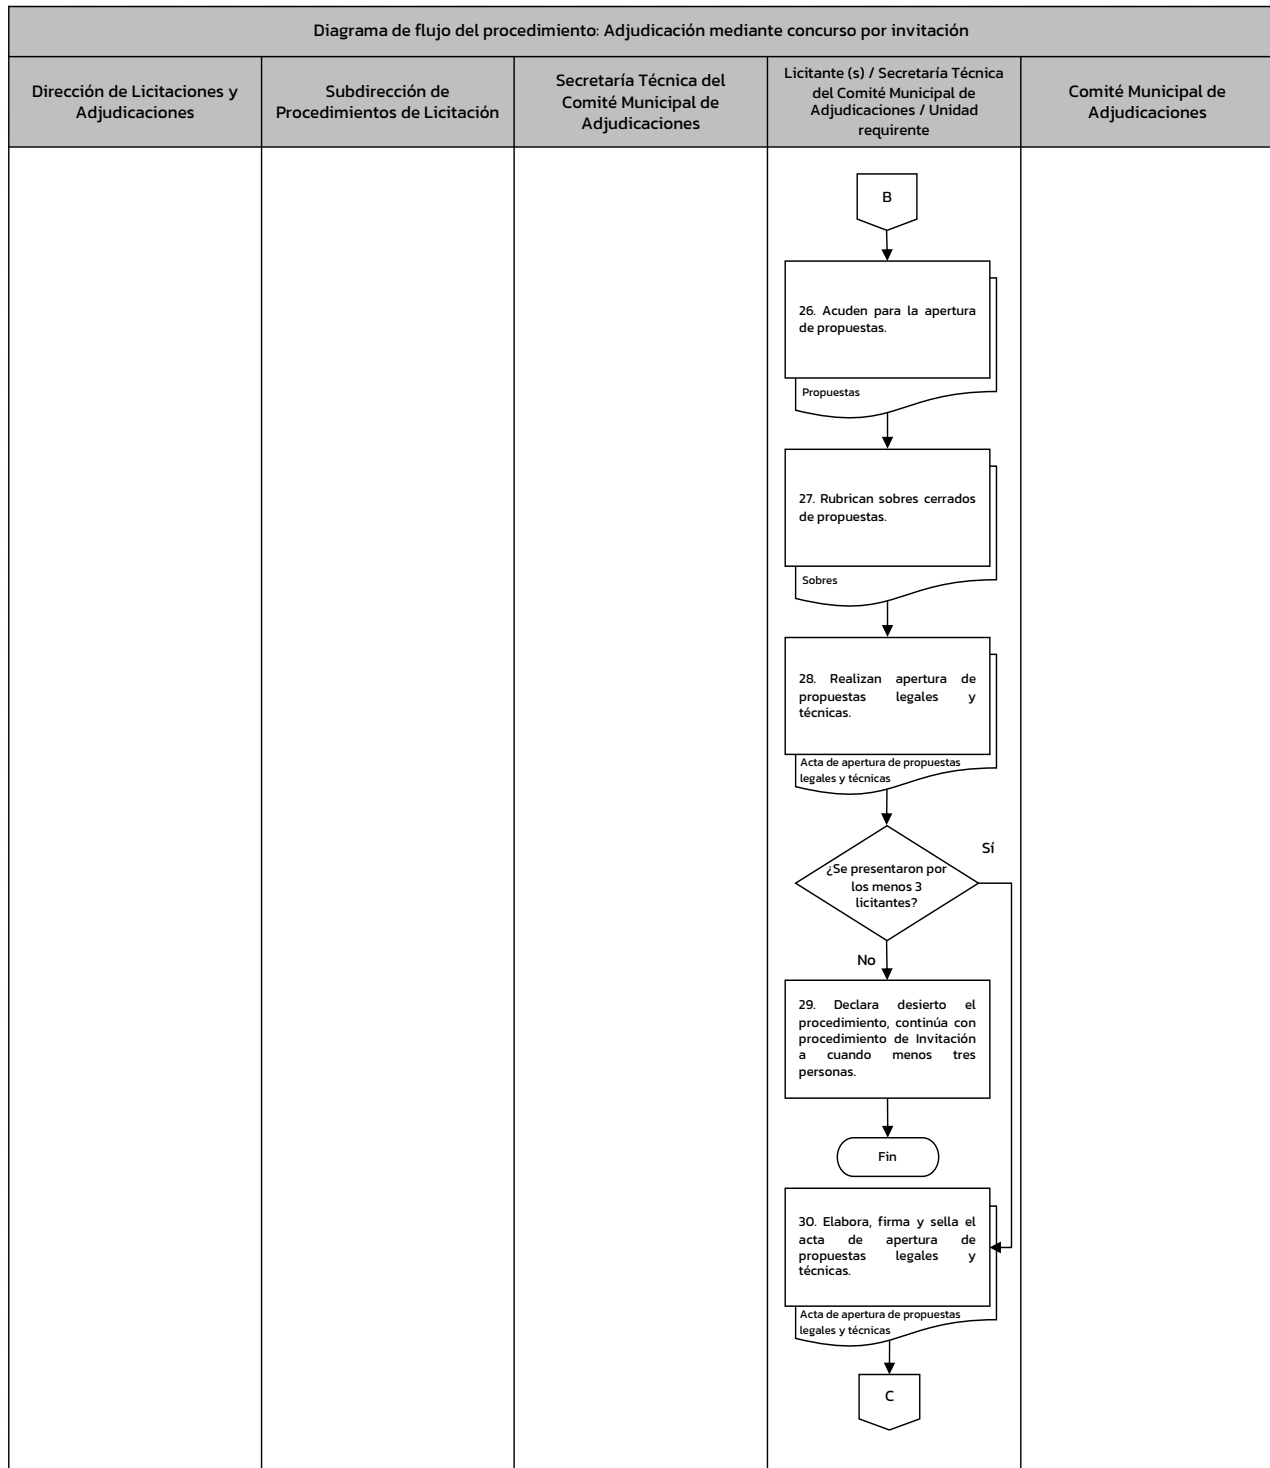 Diagrama de flujo del procedimiento: Adjudicación mediante concurso por invitación
Dirección de Licitaciones y
Adjudicaciones
Subdirección de
Procedimientos de Licitación
Secretaría Técnica del
Comité Municipal de
Adjudicaciones
Licitante (s) / Secretaría Técnica
del Comité Municipal de
Adjudicaciones / Unidad
requirente
Comité Municipal de
Adjudicaciones
B
26. Acuden para la apertura
de propuestas.
Propuestas
27. Rubrican sobres cerrados
de propuestas.
Sobres
28. Realizan apertura de
propuestas legales y
técnicas.
Acta de apertura de propuestas
legales y técnicas
Sí
¿Se presentaron por
los menos 3
licitantes?
No
29. Declara desierto el
procedimiento, continúa con
procedimiento de Invitación
a cuando menos tres
personas.
Fin
30. Elabora, firma y sella el
acta de apertura de
propuestas legales y
técnicas.
Acta de apertura de propuestas
legales y técnicas
C